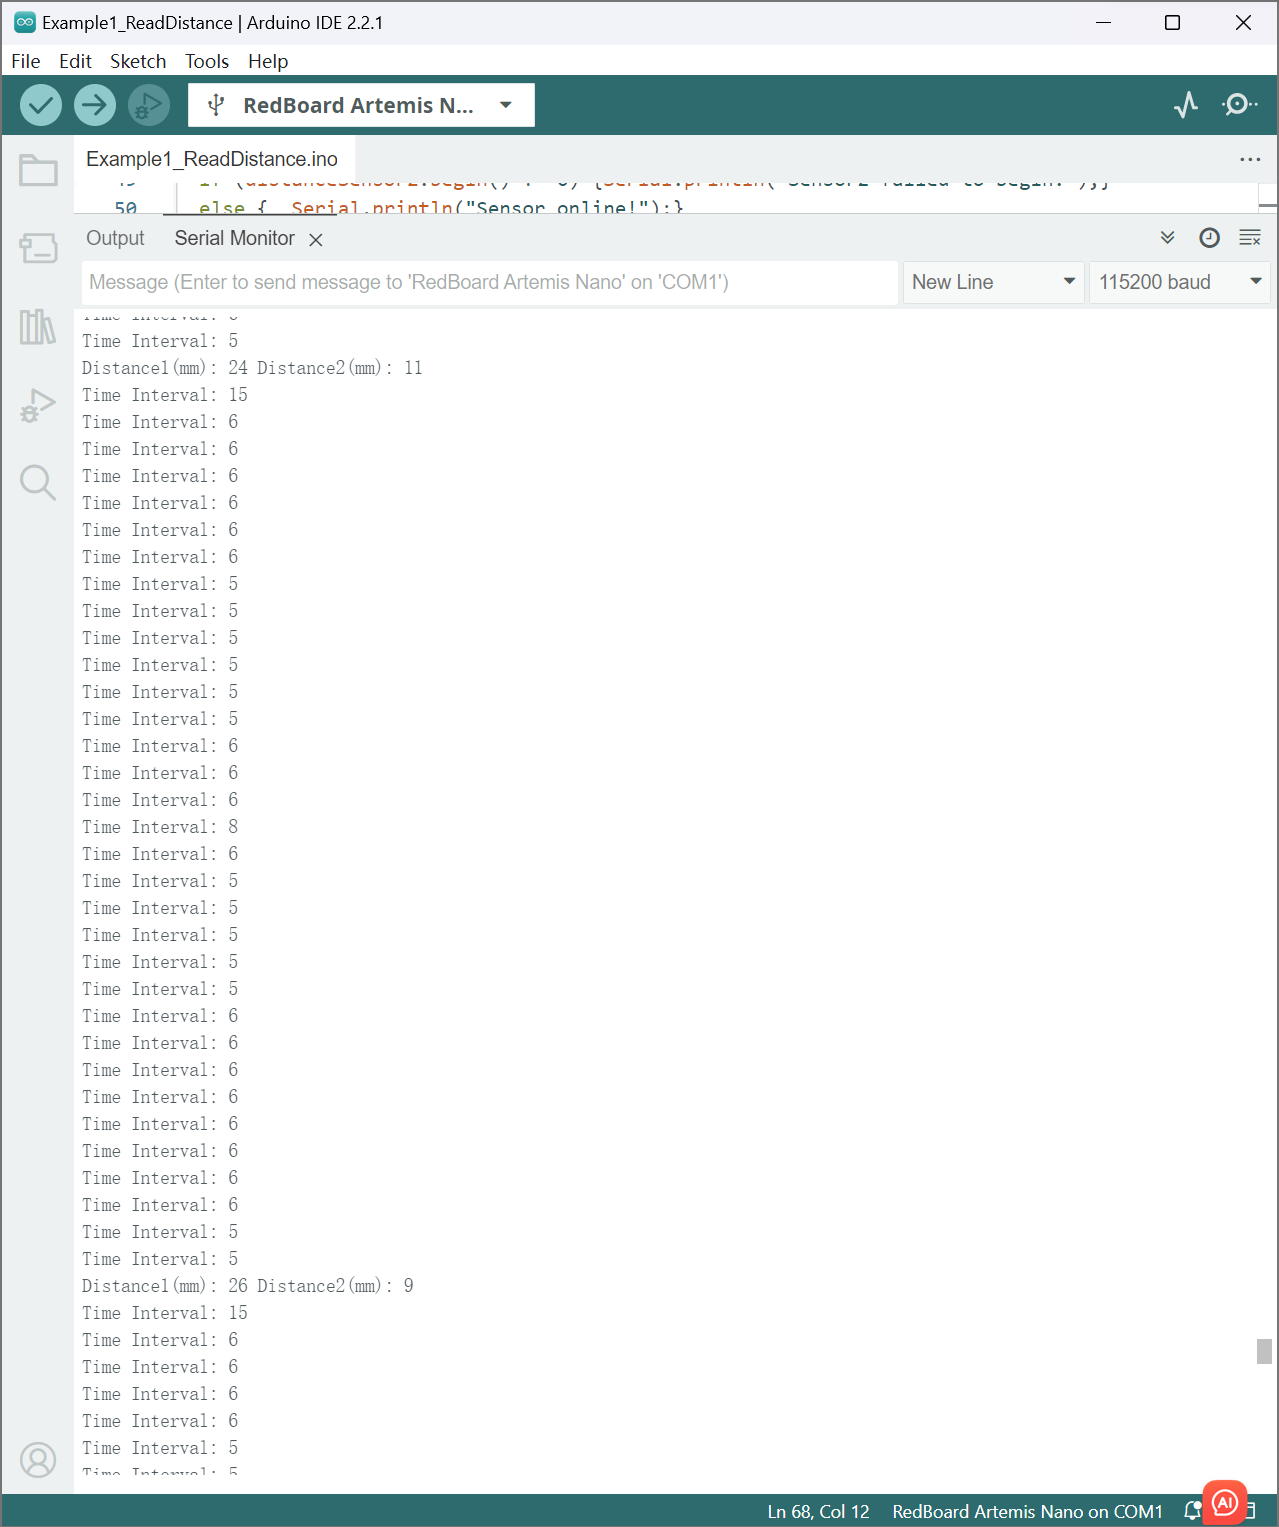 Example1_ReadDistance | Arduino IDE 2.2.1
File Edit Sketch Tools Help
RedBoard Artemis N...
Example1_ReadDistance.ino
50 else { Serial.println("Sensor online!");}
Output Serial Monitor
Message (Enter to send message to 'RedBoard Artemis Nano' on 'COM1') New Line 115200 baud
Time Interval: 5
Distance1(mm): 24 Distance2(mm): 11
Time Interval: 15
Time Interval: 6
Time Interval: 6
Time Interval: 6
Time Interval: 6
Time Interval: 6
Time Interval: 6
Time Interval: 5
Time Interval: 5
Time Interval: 5
Time Interval: 5
Time Interval: 5
Time Interval: 5
Time Interval: 6
Time Interval: 6
Time Interval: 6
Time Interval: 8
Time Interval: 6
Time Interval: 5
Time Interval: 5
Time Interval: 5
Time Interval: 5
Time Interval: 5
Time Interval: 6
Time Interval: 6
Time Interval: 6
Time Interval: 6
Time Interval: 6
Time Interval: 6
Time Interval: 6
Time Interval: 6
Time Interval: 5
Time Interval: 5
Distance1(mm): 26 Distance2(mm): 9
Time Interval: 15
Time Interval: 6
Time Interval: 6
Time Interval: 6
Time Interval: 6
Time Interval: 5
Time Interval: 5
Ln 68, Col 12 RedBoard Artemis Nano on COM1
AI